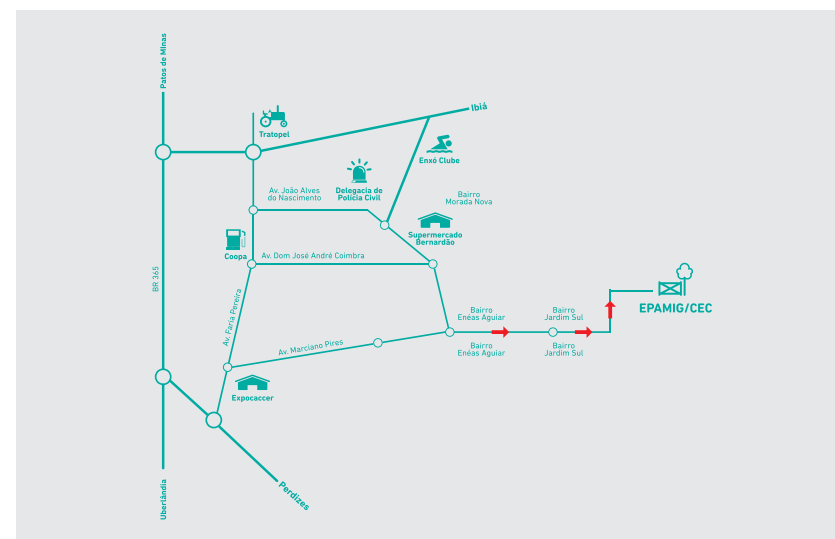 Patos de Minas
Ibiá
Tratopel
Enxó Clube
Av. João Alves
do Nascimento
Delegacia de
Polícia Civil
Bairro
Morada Nova
Supermercado
Bernardão
Coopa
Av. Dom José André Coimbra
BR 365
Av. Faria Pereira
Bairro
Enéas Aguiar
Bairro
Jardim Sul
EPAMIG/CEC
Av. Marciano Pires
Bairro
Enéas Aguiar
Bairro
Jardim Sul
Expocaccer
Uberlândia
Perdizes